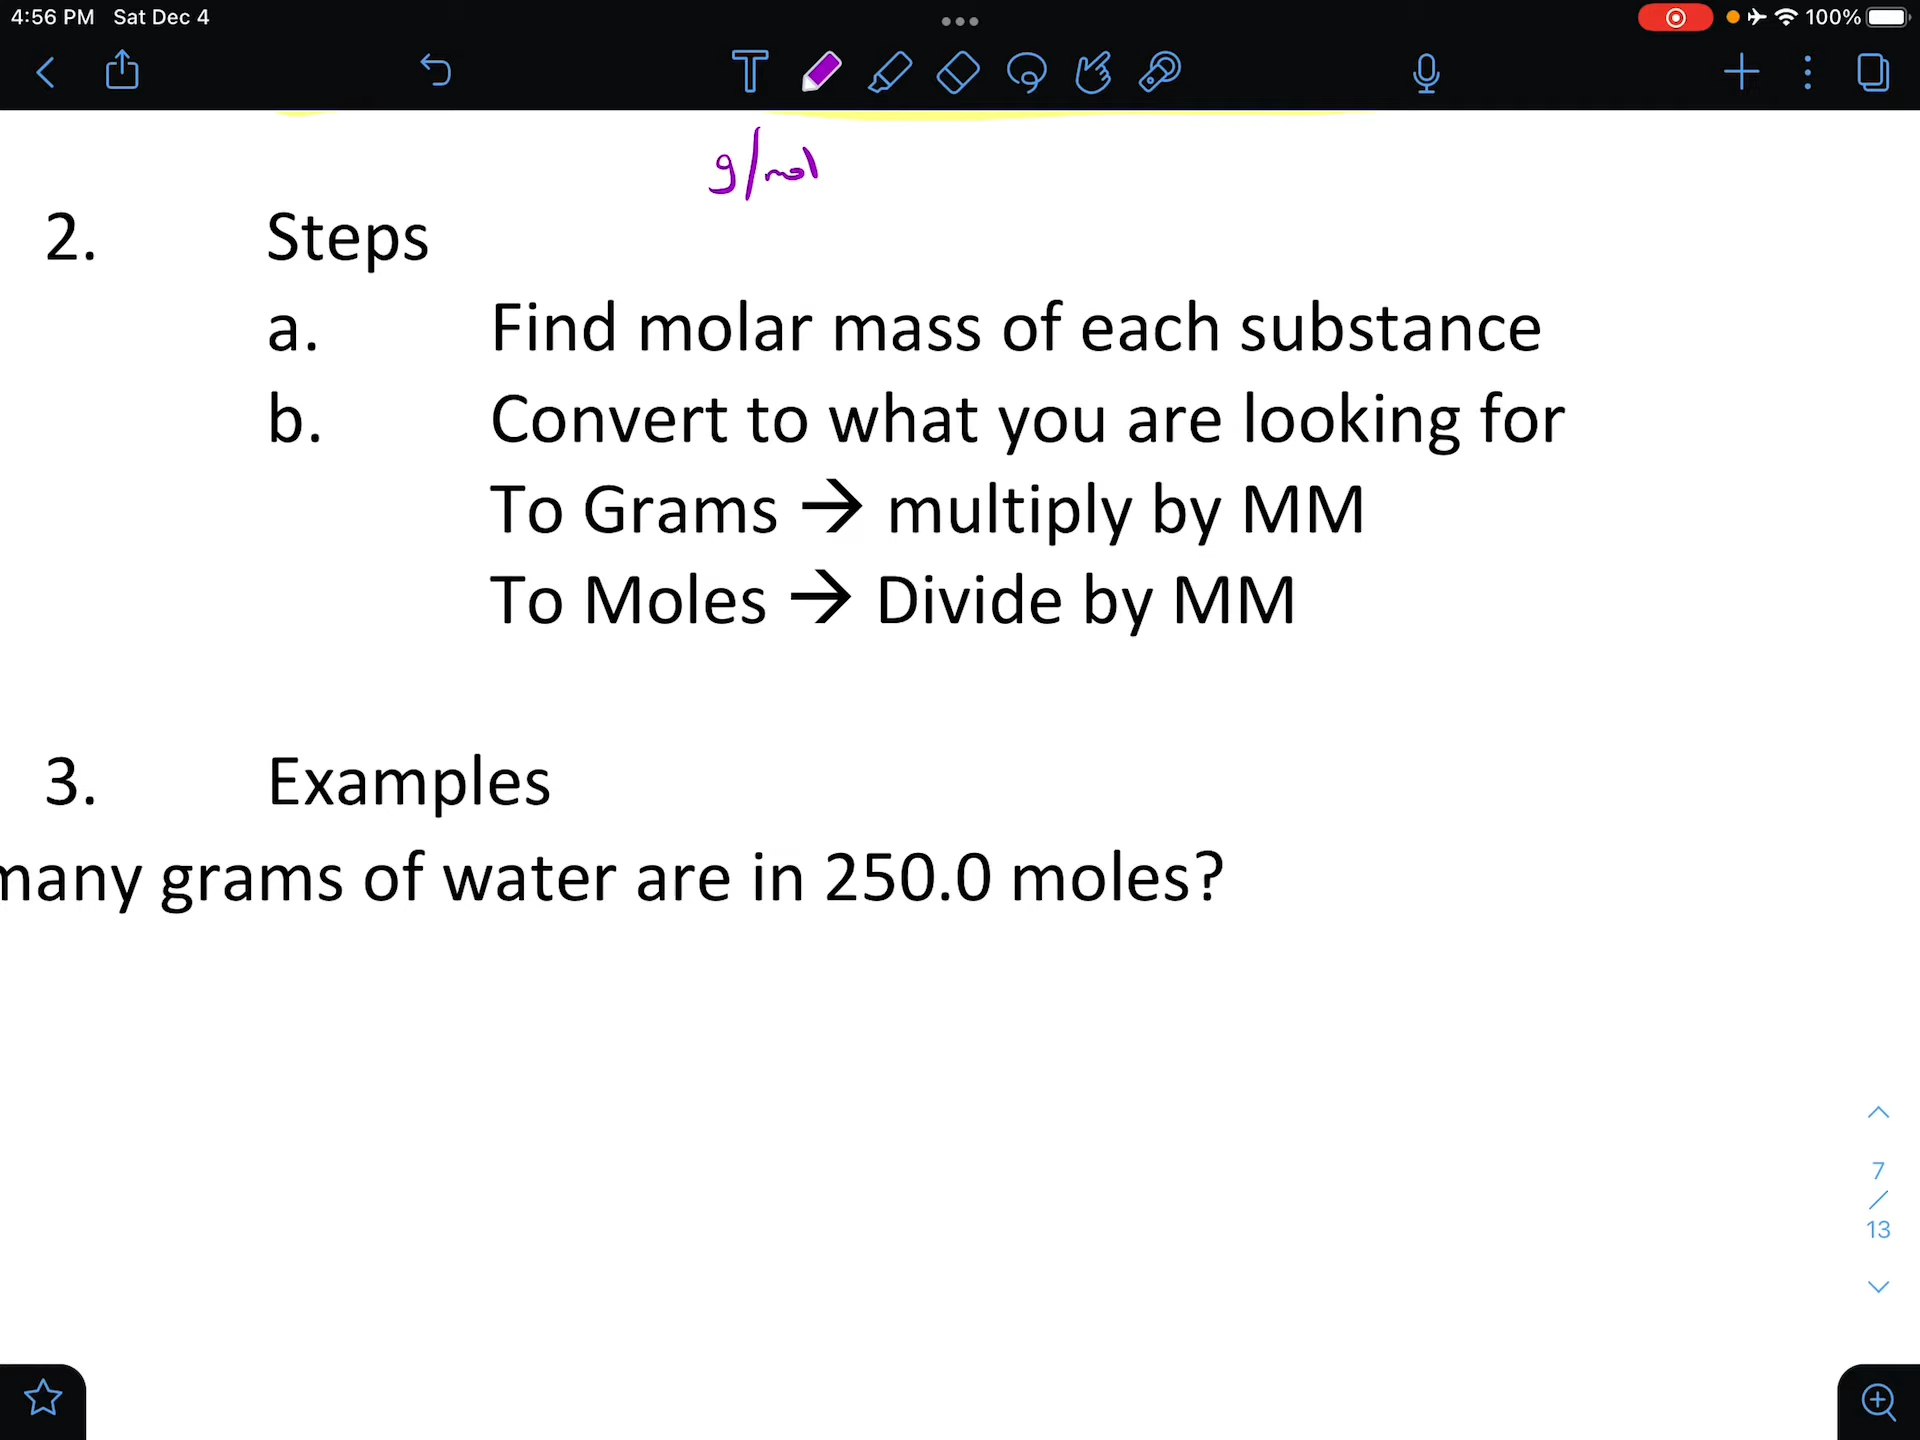 4:56 PM Sat Dec 4
100%
g/mol
2. Steps
a. Find molar mass of each substance
b. Convert to what you are looking for
To Grams → multiply by MM
To Moles → Divide by MM
3. Examples
many grams of water are in 250.0 moles?
7
/
13